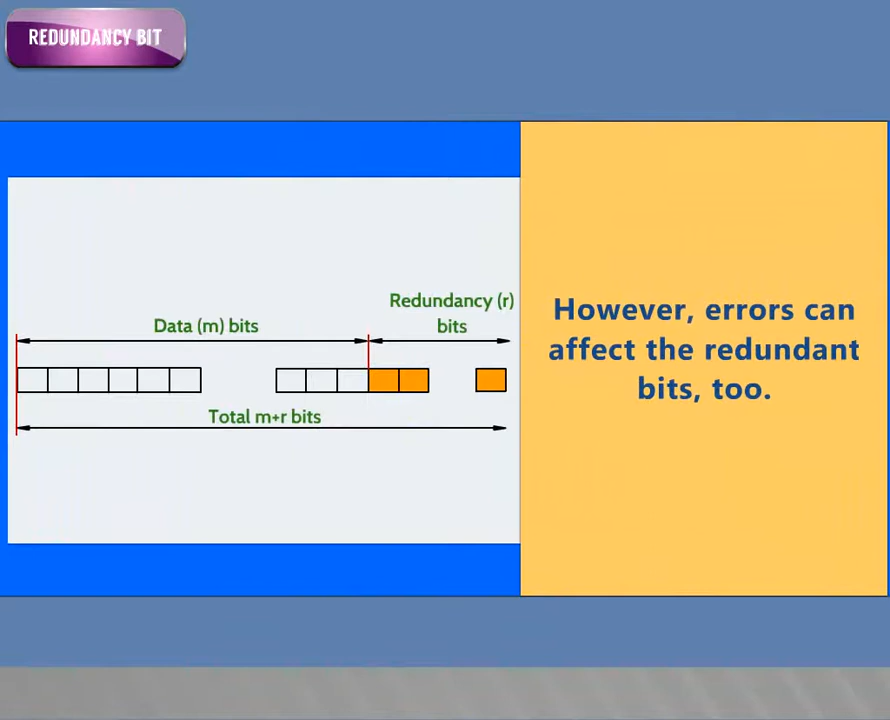 REDUNDANCY BIT
Redundancy (r)
bits
Data (m) bits
Total m+r bits
However, errors can
affect the redundant
bits, too.